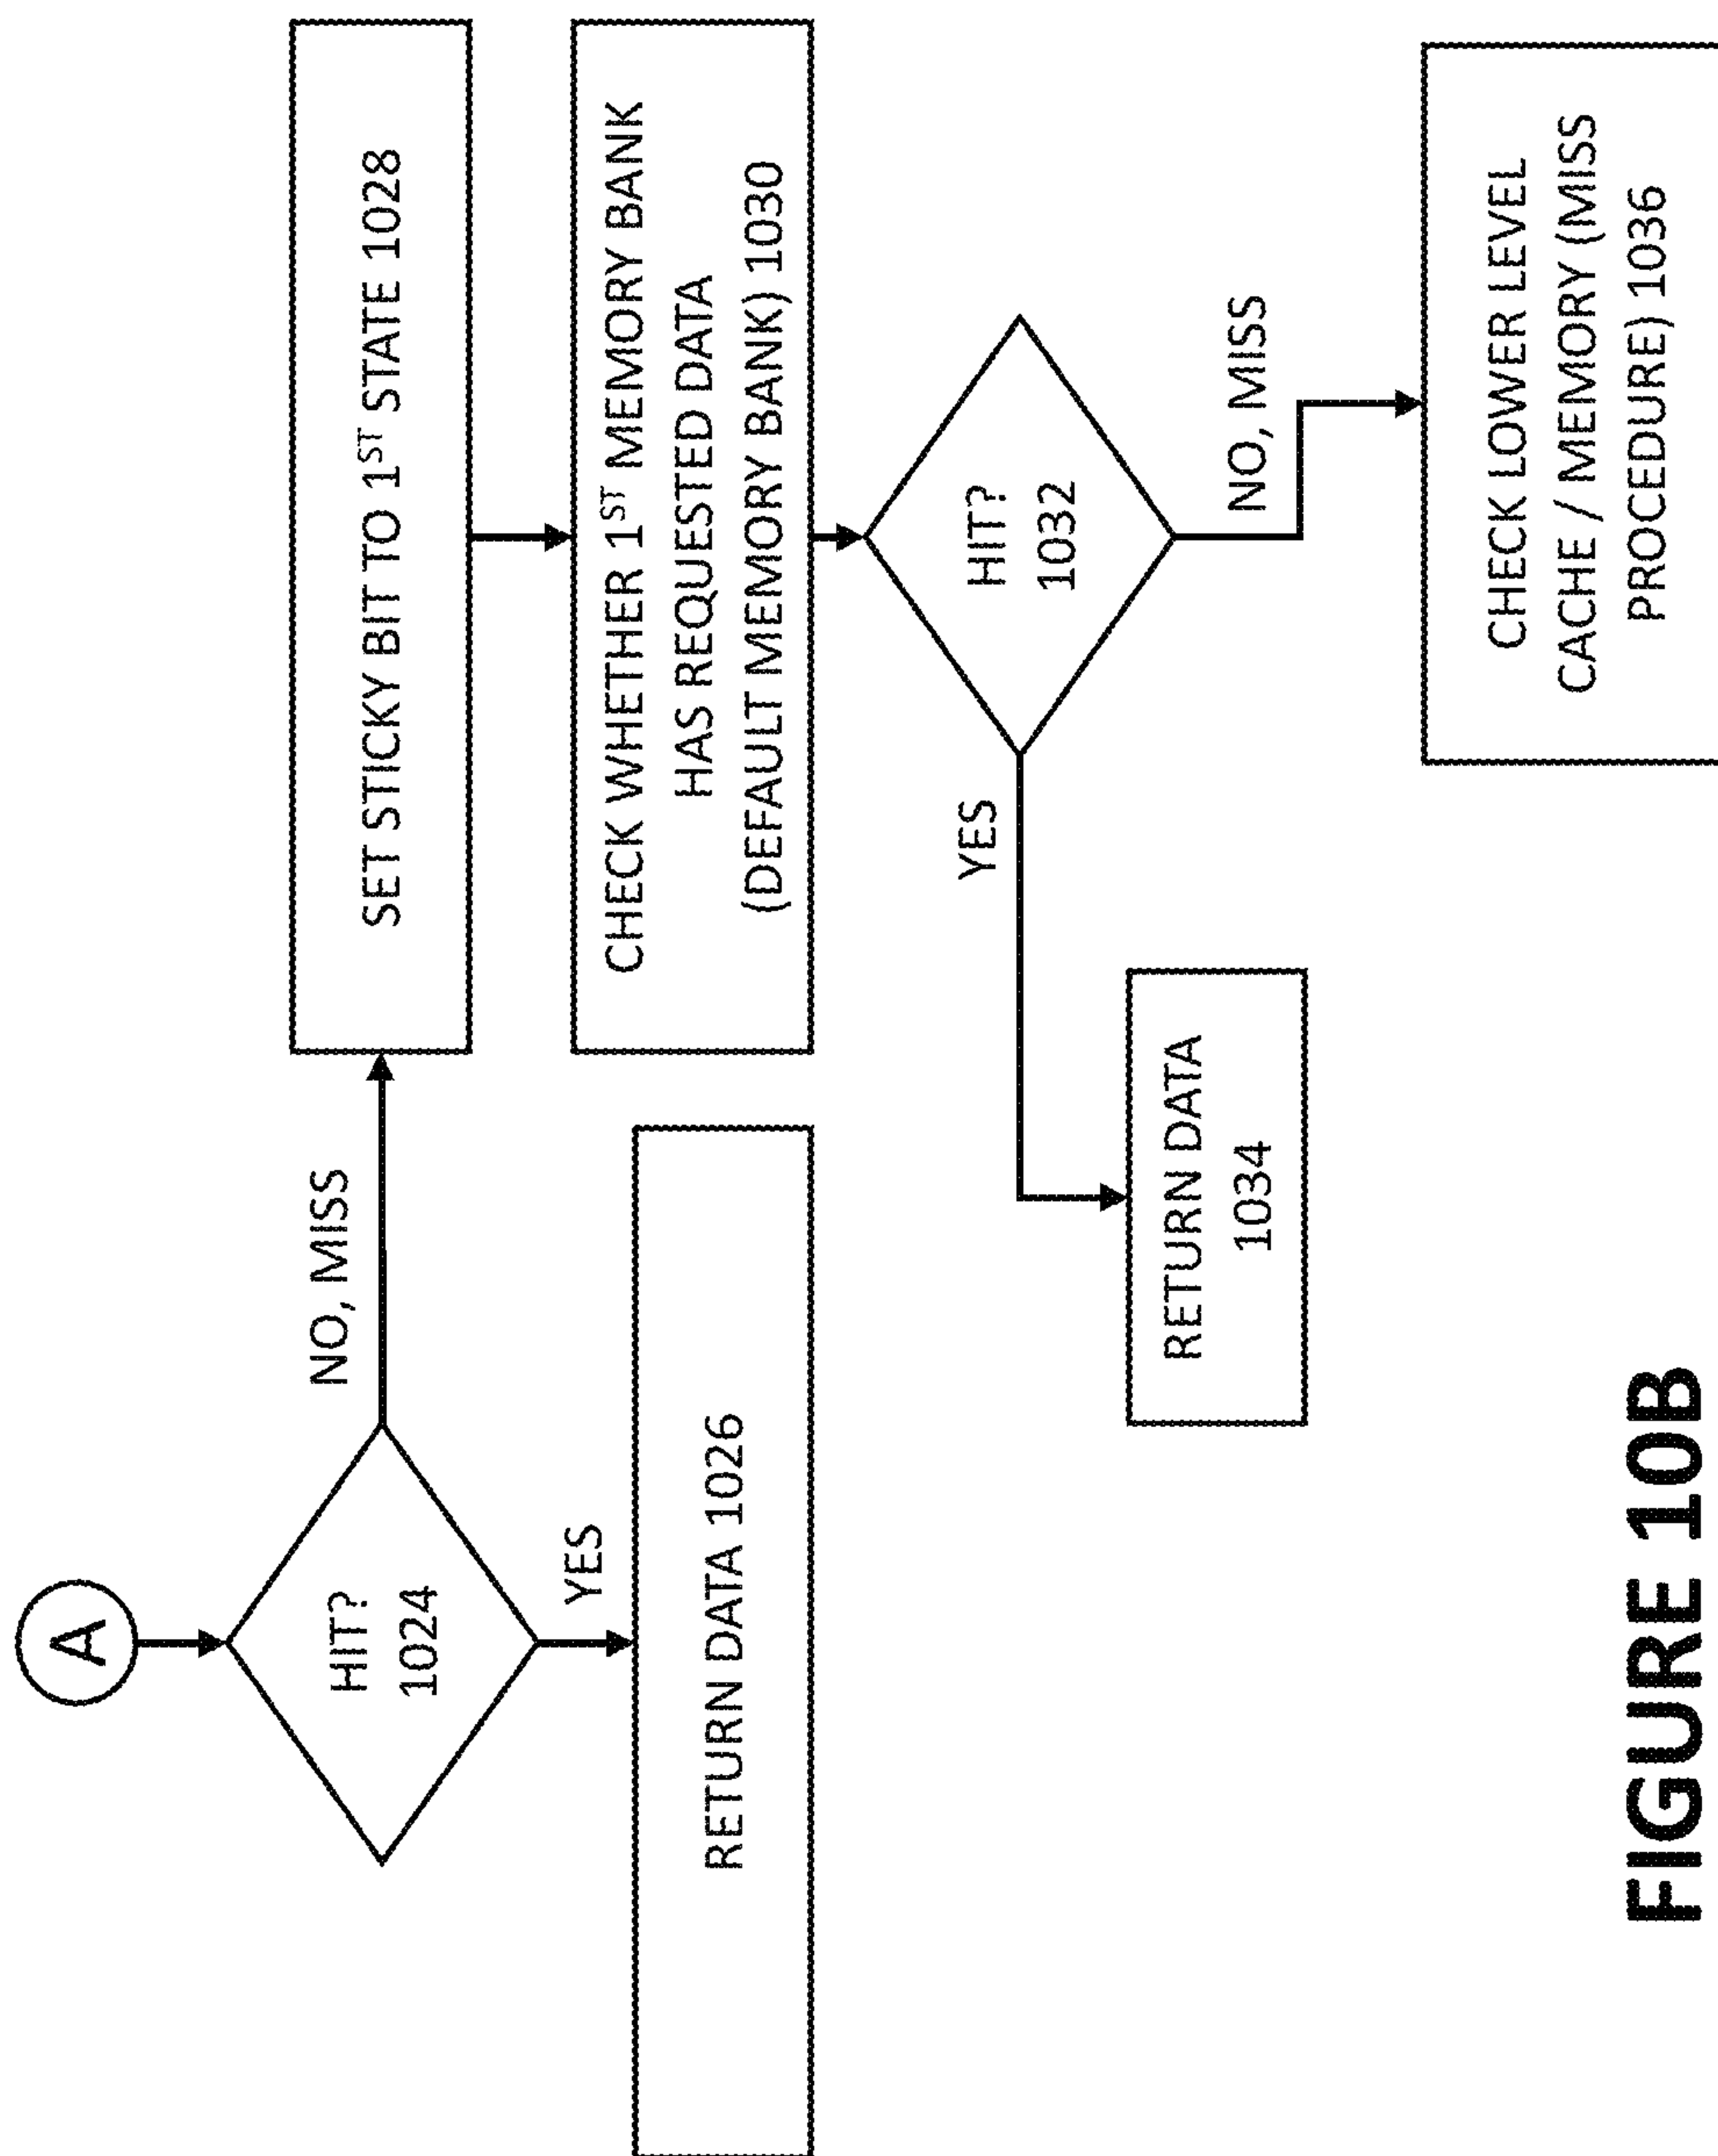 A
HIT?
1024
NO, MISS
YES
RETURN DATA 1026
SET STICKY BIT TO 1ST STATE 1028
CHECK WHETHER 1ST MEMORY BANK
HAS REQUESTED DATA
(DEFAULT MEMORY BANK) 1030
HIT?
1032
YES
NO, MISS
RETURN DATA
1034
CHECK LOWER LEVEL
CACHE / MEMORY (MISS
PROCEDURE) 1036
FIGURE 10B